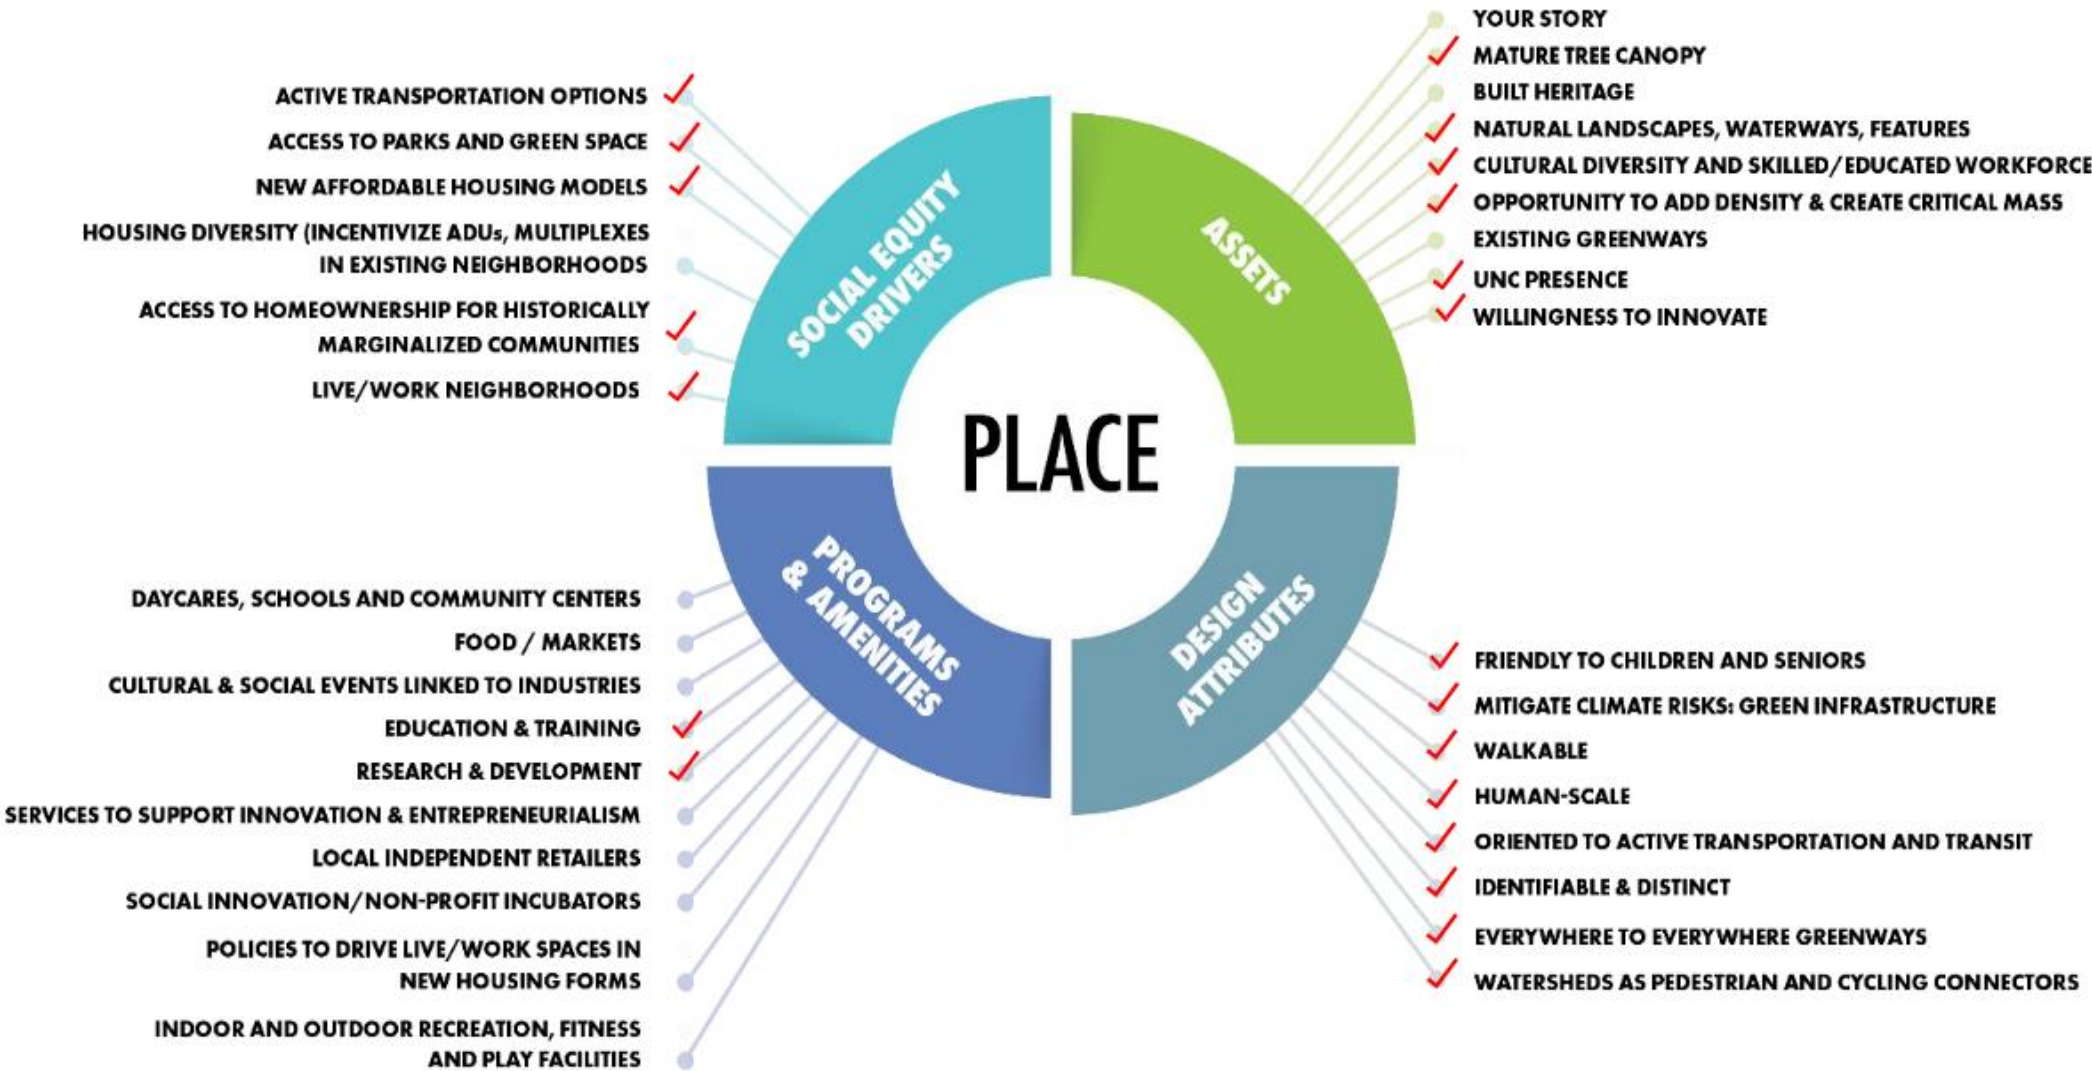 ACTIVE TRANSPORTATION OPTIONS
ACCESS TO PARKS AND GREEN SPACE
NEW AFFORDABLE HOUSING MODELS
HOUSING DIVERSITY (INCENTIVIZE ADUs, MULTIPLEXES
IN EXISTING NEIGHBORHOODS
ACCESS TO HOMEOWNERSHIP FOR HISTORICALLY
MARGINALIZED COMMUNITIES
LIVE/WORK NEIGHBORHOODS
SOCIAL EQUITY
DRIVERS
YOUR STORY
MATURE TREE CANOPY
BUILT HERITAGE
NATURAL LANDSCAPES, WATERWAYS, FEATURES
CULTURAL DIVERSITY AND SKILLED/EDUCATED WORKFORCE
OPPORTUNITY TO ADD DENSITY & CREATE CRITICAL MASS
EXISTING GREENWAYS
UNC PRESENCE
WILLINGNESS TO INNOVATE
ASSETS
PLACE
DAYCARES, SCHOOLS AND COMMUNITY CENTERS
FOOD / MARKETS
CULTURAL & SOCIAL EVENTS LINKED TO INDUSTRIES
EDUCATION & TRAINING
RESEARCH & DEVELOPMENT
SERVICES TO SUPPORT INNOVATION & ENTREPRENEURIALISM
LOCAL INDEPENDENT RETAILERS
SOCIAL INNOVATION/NON-PROFIT INCUBATORS
POLICIES TO DRIVE LIVE/WORK SPACES IN
NEW HOUSING FORMS
INDOOR AND OUTDOOR RECREATION, FITNESS
AND PLAY FACILITIES
PROGRAMS
& AMENITIES
DESIGN
ATTRIBUTES
FRIENDLY TO CHILDREN AND SENIORS
MITIGATE CLIMATE RISKS: GREEN INFRASTRUCTURE
WALKABLE
HUMAN-SCALE
ORIENTED TO ACTIVE TRANSPORTATION AND TRANSIT
IDENTIFIABLE & DISTINCT
EVERYWHERE TO EVERYWHERE GREENWAYS
WATERSHEDS AS PEDESTRIAN AND CYCLING CONNECTORS